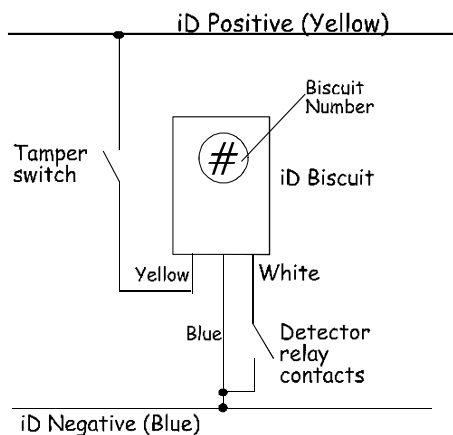 iD Positive (Yellow)
Biscuit
Number
#
Tamper
switch
iD Biscuit
Yellow
White
Blue
Detector
relay
contacts
iD Negative (Blue)